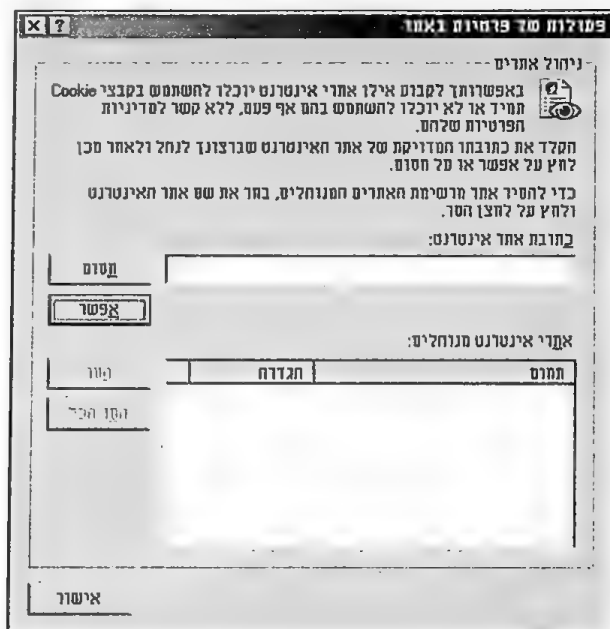 פעולות של פרטיות באתר
ניהול אתרים
באפשרותך לקבוע אילו אתרי אינטרנט יוכלו להשתמש בקבצי Cookie
תמיד או לא יוכלו להשתמש בהם אף פעם, ללא קשר למדיניות
הפרטיות שלהם.
הקלד את כתובתו המדויקת של אתר האינטרנט שברצונך לנהל ולאחר מכן
לחץ על אפשר או על חסום.
כדי להסיר אתר מרשימת האתרים המנוהלים, בחר את שם אתר האינטרנט
ולחץ על לחצן הסר.
כתובת אתר אינטרנט:
חסום
אפשר
אתרי אינטרנט מנוהלים:
תחום הגדרה
הסר
הסר הכל
אישור